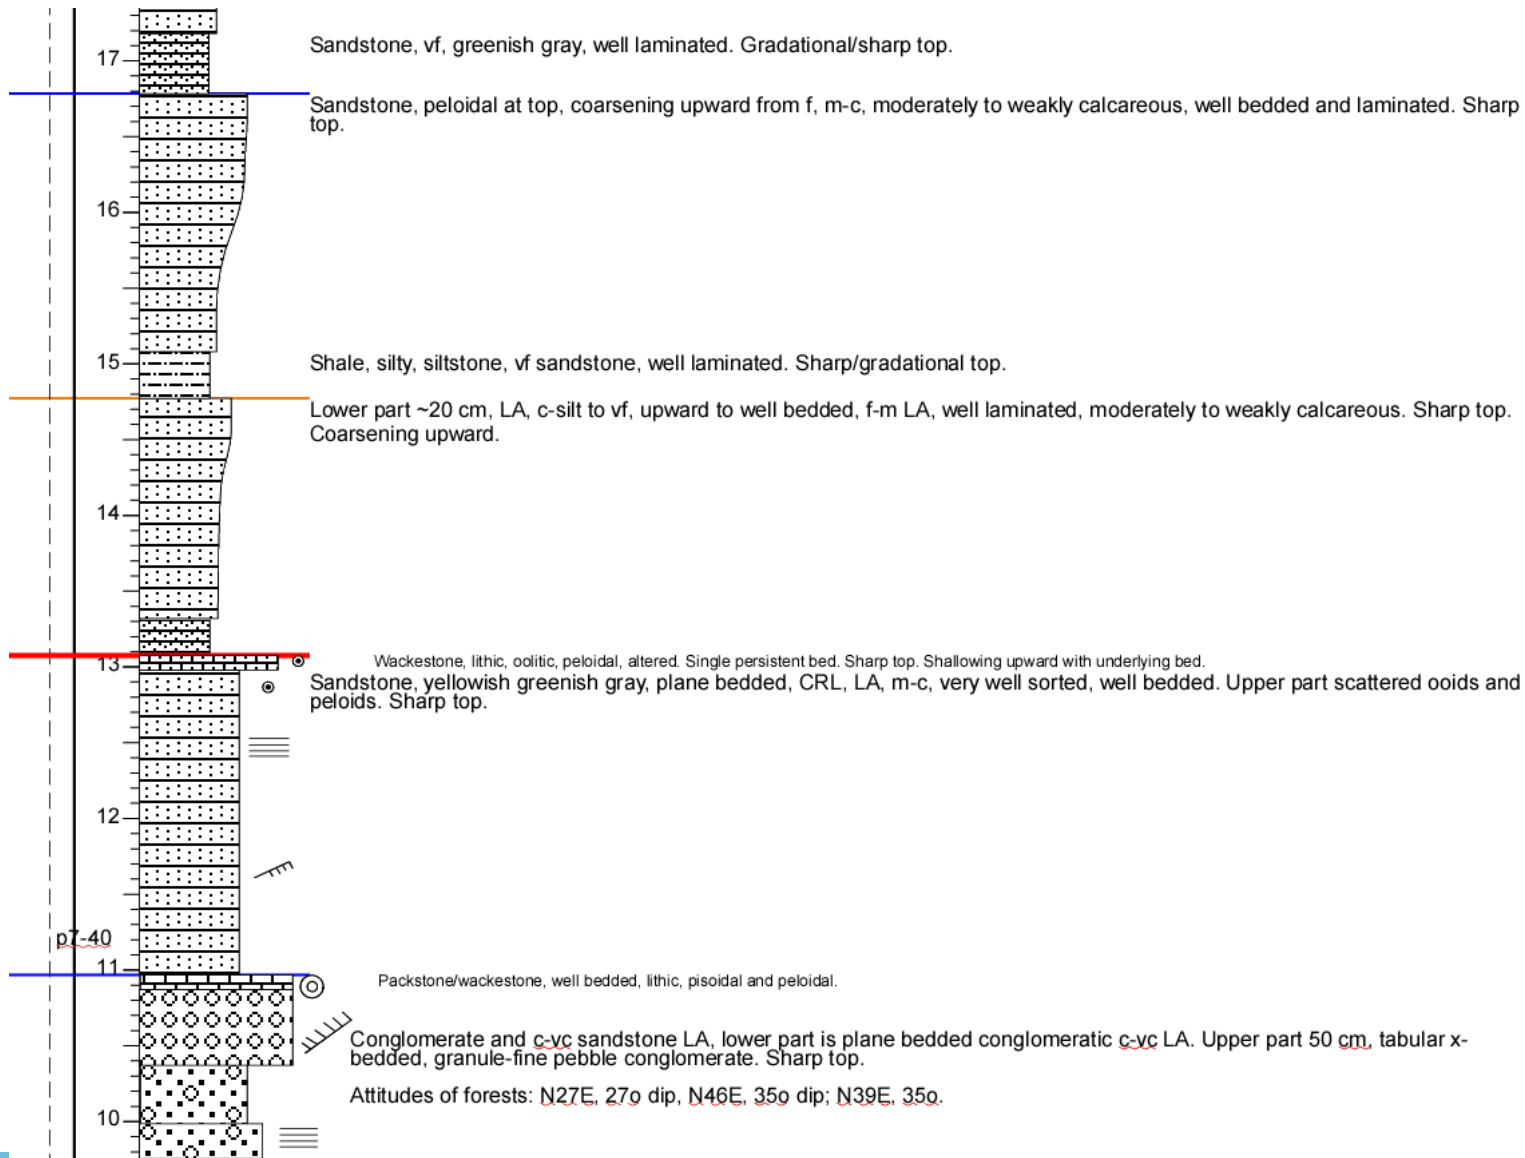 17
Sandstone, vf, greenish gray, well laminated. Gradational/sharp top.
Sandstone, peloidal at top, coarsening upward from f, m-c, moderately to weakly calcareous, well bedded and laminated. Sharp
top.
16
15
Shale, silty, siltstone, vf sandstone, well laminated. Sharp/gradational top.
Lower part ~20 cm, LA, c-silt to vf, upward to well bedded, f-m LA, well laminated, moderately to weakly calcareous. Sharp top.
Coarsening upward.
14
13
Wackestone, lithic, oolitic, peloidal, altered. Single persistent bed. Sharp top. Shallowing upward with underlying bed.
Sandstone, yellowish greenish gray, plane bedded, CRL, LA, m-c, very well sorted, well bedded. Upper part scattered ooids and
peloids. Sharp top.
12
p7-40
11
Packstone/wackestone, well bedded, lithic, pisoidal and peloidal.
Conglomerate and c-vc sandstone LA, lower part is plane bedded conglomeratic c-vc LA. Upper part 50 cm, tabular x-
bedded, granule-fine pebble conglomerate. Sharp top.
Attitudes of forests: N27E, 27o dip, N46E, 35o dip; N39E, 35o.
10